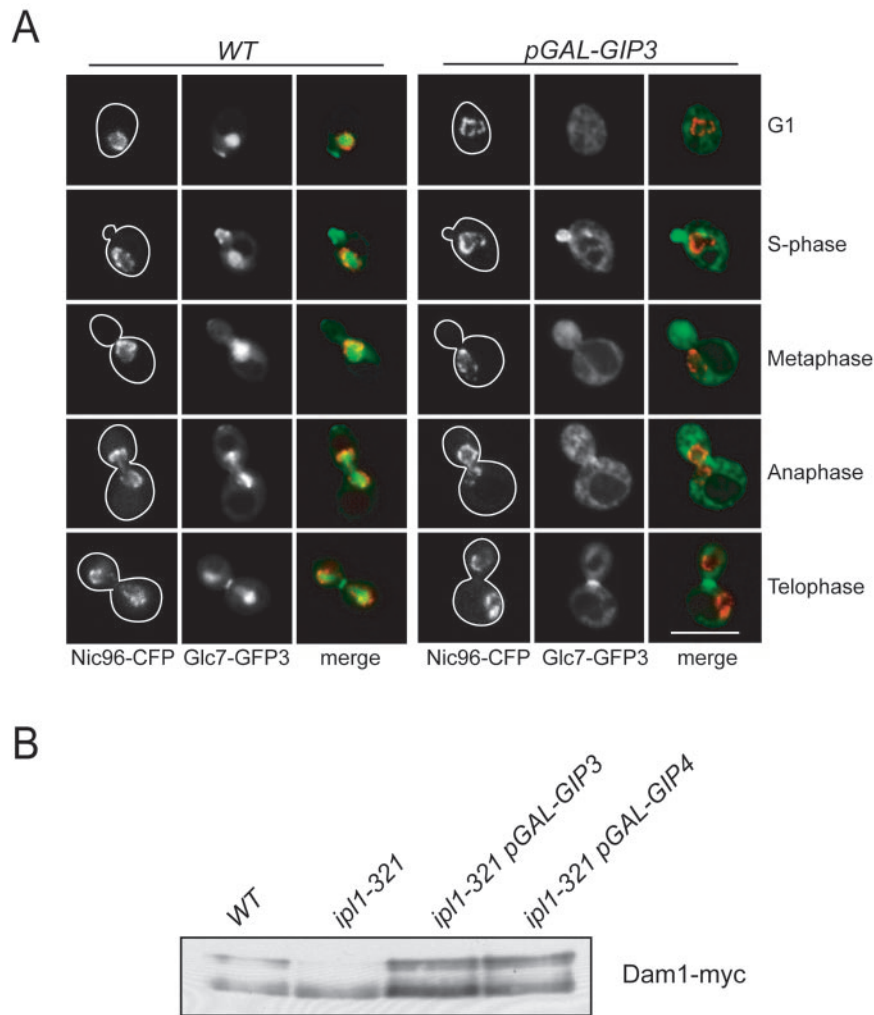 A
WT
pGAL-GIP3
G1
S-phase
Metaphase
Anaphase
Telophase
Nic96-CFP Glc7-GFP3 merge Nic96-CFP Glc7-GFP3 merge
B
WT
ipl1-321
ipl1-321 pGAL-GIP3
ipl1-321 pGAL-GIP4
Dam1-myc